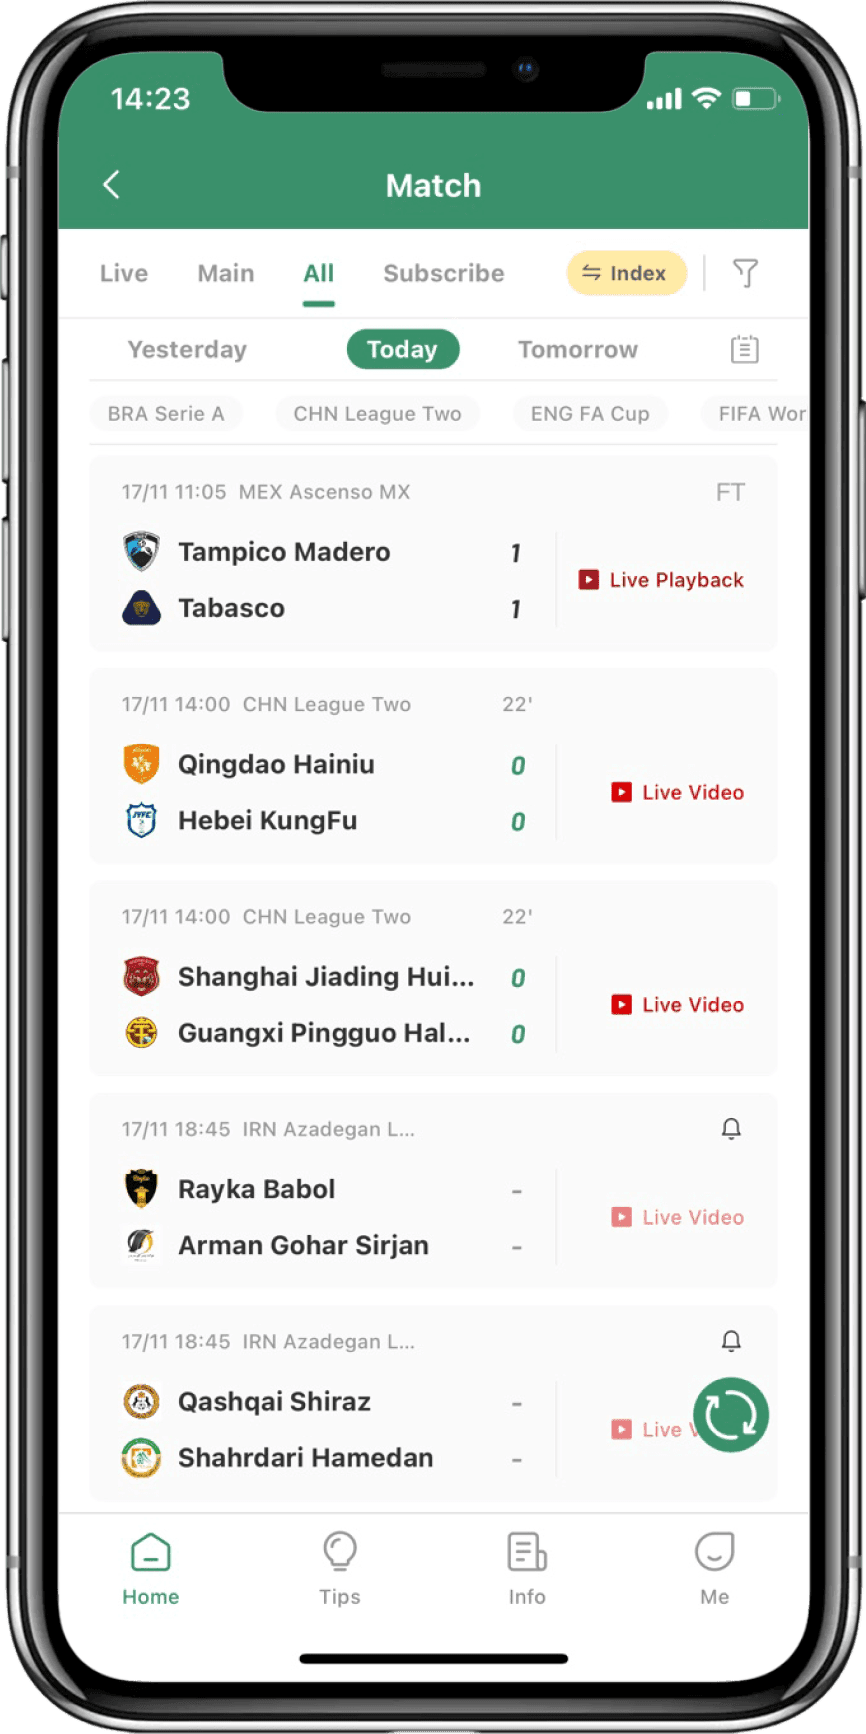 14:23
Match
Live Main All Subscribe Index
Yesterday Today Tomorrow
BRA Serie A CHN League Two ENG FA Cup FIFA Wor
17/11 11:05 MEX Ascenso MX FT
Tampico Madero 1
Live Playback
Tabasco 1
17/11 14:00 CHN League Two 22'
Qingdao Hainiu 0
Live Video
Hebei KungFu 0
17/11 14:00 CHN League Two 22'
Shanghai Jiading Hui... 0
Live Video
Guangxi Pingguo Hal... 0
17/11 18:45 IRN Azadegan L...
Rayka Babol -
Live Video
Arman Gohar Sirjan -
17/11 18:45 IRN Azadegan L...
Qashqai Shiraz -
Live V
Shahrdari Hamedan -
Home Tips Info Me